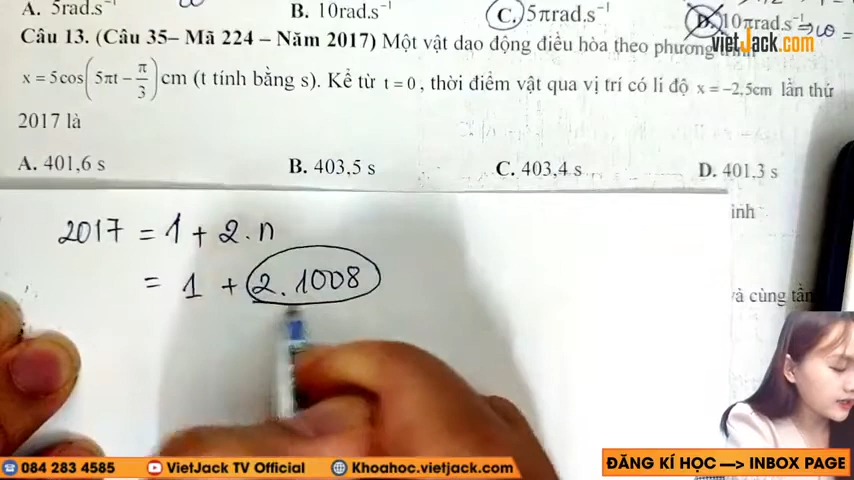 A. 5rad.s⁻¹ B. 10rad.s⁻¹ C. 5πrad.s⁻¹ D. 10πrad.s⁻¹ ⇒ ω =
vietJack.com
Câu 13. (Câu 35– Mã 224 – Năm 2017) Một vật dao động điều hòa theo phương
x = 5cos(5πt − π/3) cm (t tính bằng s). Kể từ t = 0, thời điểm vật qua vị trí có li độ x = −2,5cm lần thứ
2017 là
A. 401,6 s B. 403,5 s C. 403,4 s D. 401,3 s
2017 = 1 + 2.n
= 1 + 2.1008
và cùng tần
084 283 4585 VietJack TV Official Khoahoc.vietjack.com
ĐĂNG KÍ HỌC —> INBOX PAGE